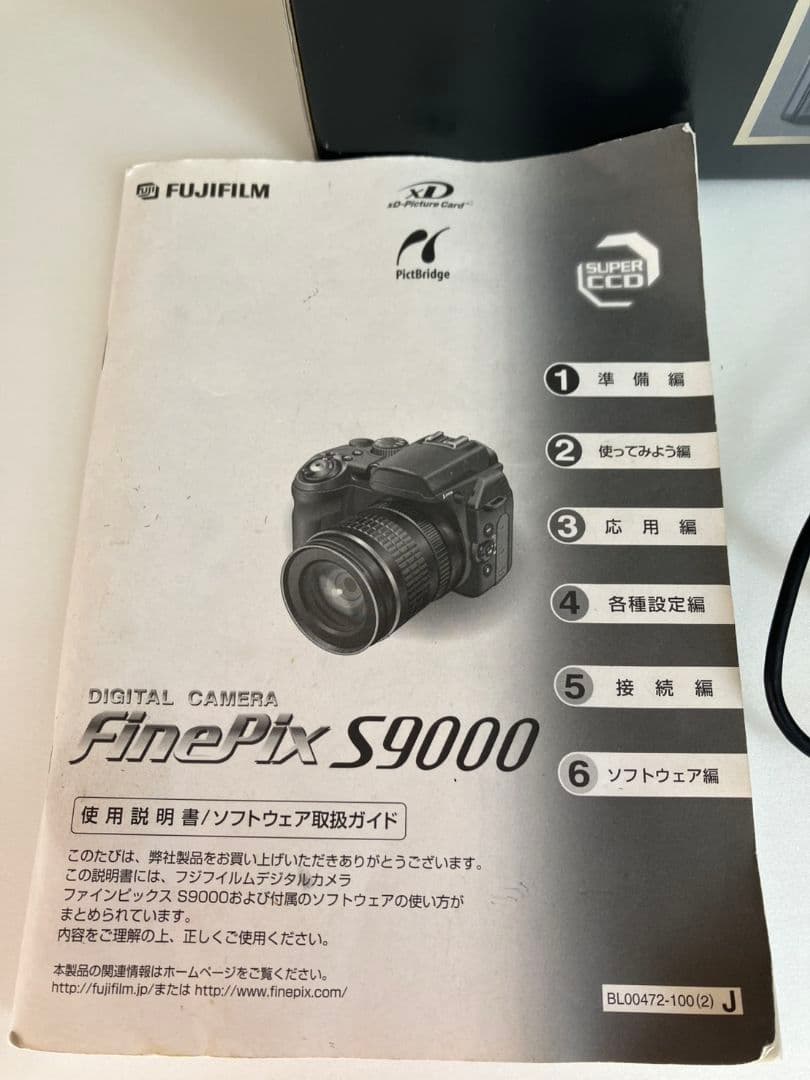 FUJI FUJIFILM
xD
xD-Picture Card
PictBridge
SUPER
CCD
1 準備編
2 使ってみよう編
3 応用編
4 各種設定編
5 接続編
6 ソフトウェア編
DIGITAL CAMERA
FinePix S9000
使用説明書/ソフトウェア取扱ガイド
このたびは、弊社製品をお買い上げいただきありがとうございます。
この説明書には、フジフイルムデジタルカメラ
ファインピックス S9000および付属のソフトウェアの使い方が
まとめられています。
内容をご理解の上、正しくご使用ください。
本製品の関連情報はホームページをご覧ください。
http://fujifilm.jp/または http://www.finepix.com/
BL00472-100(2) J